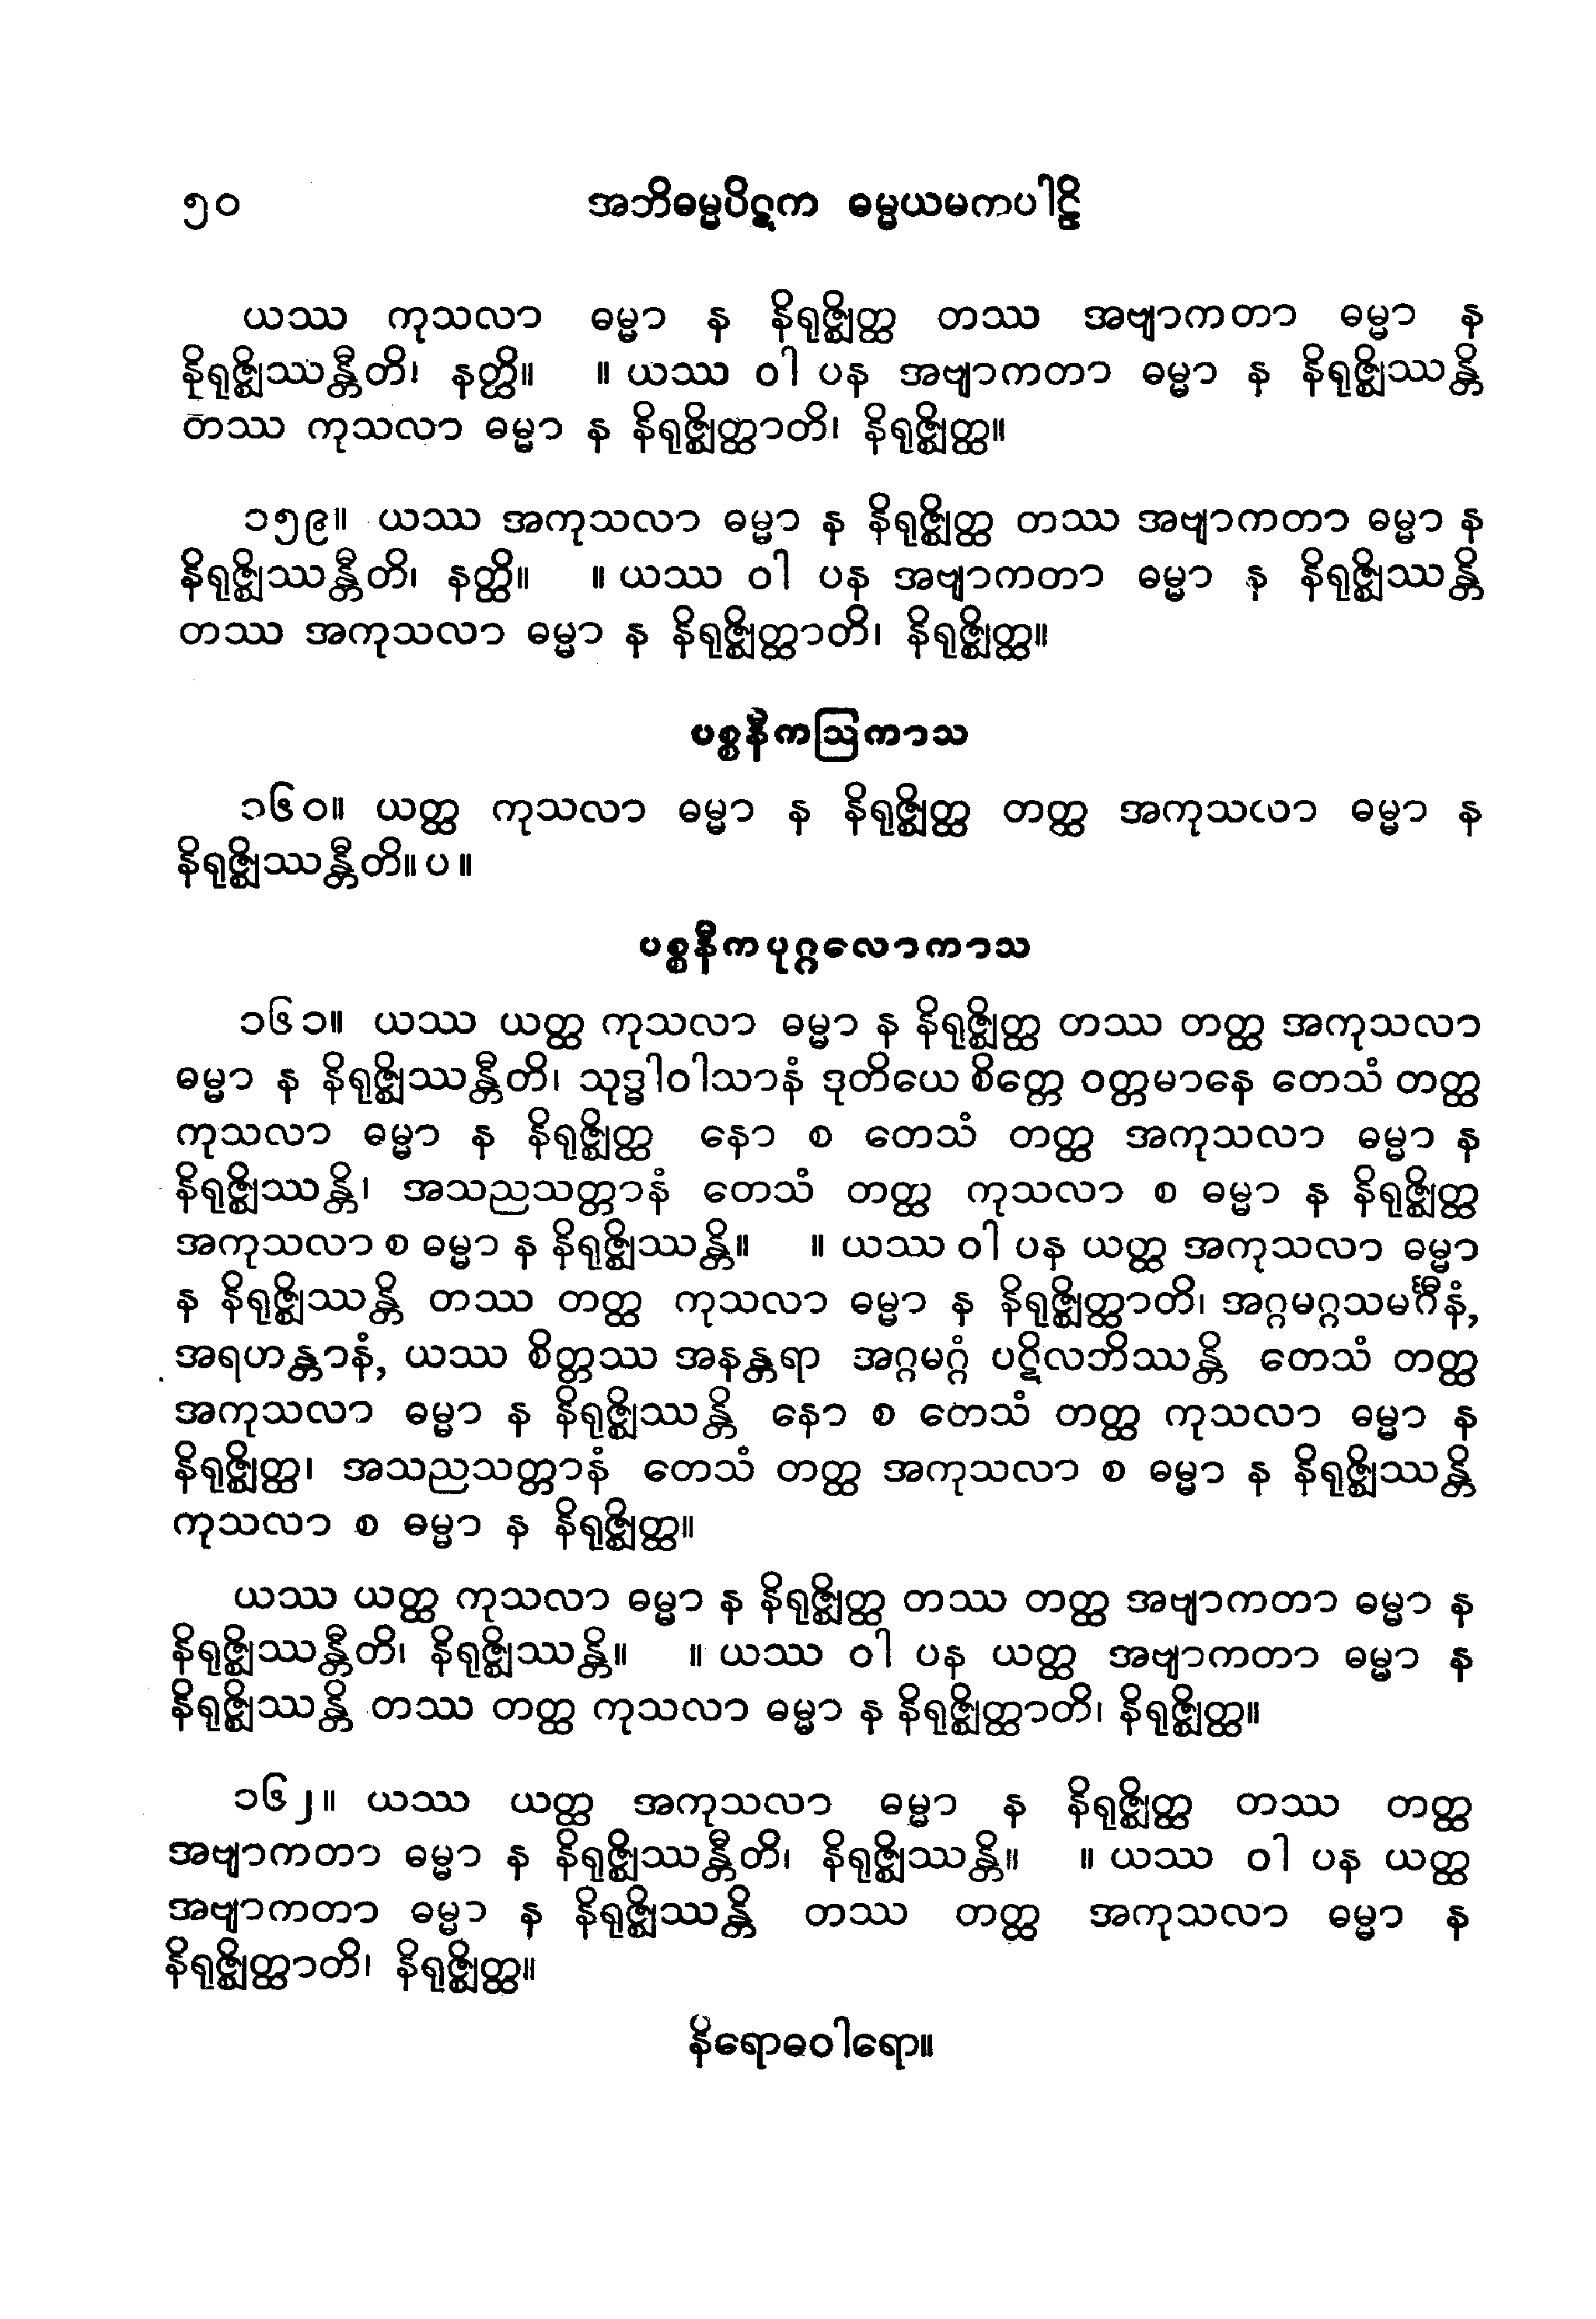 ၅၀ အဘိဓမ္မပိဋက ဓမ္မယမကပါဠိ
ယဿ ကုသလာ ဓမ္မာ န နိရုဇ္ဈိတ္ထ တဿ အဗျာကတာ ဓမ္မာ န
နိရုဇ္ဈိဿန္တီတိ၊ နတ္ထိ။ ။ ယဿ ဝါ ပန အဗျာကတာ ဓမ္မာ န နိရုဇ္ဈိဿန္တိ
တဿ ကုသလာ ဓမ္မာ န နိရုဇ္ဈိတ္ထာတိ၊ နိရုဇ္ဈိတ္ထ။
၁၅၉။ ယဿ အကုသလာ ဓမ္မာ န နိရုဇ္ဈိတ္ထ တဿ အဗျာကတာ ဓမ္မာ န
နိရုဇ္ဈိဿန္တီတိ၊ နတ္ထိ။ ။ ယဿ ဝါ ပန အဗျာကတာ ဓမ္မာ န နိရုဇ္ဈိဿန္တိ
တဿ အကုသလာ ဓမ္မာ န နိရုဇ္ဈိတ္ထာတိ၊ နိရုဇ္ဈိတ္ထ။
ပစ္စနီကဩကာသ
၁၆၀။ ယတ္ထ ကုသလာ ဓမ္မာ န နိရုဇ္ဈိတ္ထ တတ္ထ အကုသလာ ဓမ္မာ န
နိရုဇ္ဈိဿန္တီတိ။ ပ ။
ပစ္စနီကပုဂ္ဂလောကာသ
၁၆၁။ ယဿ ယတ္ထ ကုသလာ ဓမ္မာ န နိရုဇ္ဈိတ္ထ တဿ တတ္ထ အကုသလာ
ဓမ္မာ န နိရုဇ္ဈိဿန္တီတိ၊ သုဒ္ဓါဝါသာနံ ဒုတိယေ စိတ္တေ ဝတ္တမာနေ တေသံ တတ္ထ
ကုသလာ ဓမ္မာ န နိရုဇ္ဈိတ္ထ နော စ တေသံ တတ္ထ အကုသလာ ဓမ္မာ န
နိရုဇ္ဈိဿန္တိ၊ အသညသတ္တာနံ တေသံ တတ္ထ ကုသလာ စ ဓမ္မာ န နိရုဇ္ဈိတ္ထ
အကုသလာ စ ဓမ္မာ န နိရုဇ္ဈိဿန္တိ။ ။ ယဿ ဝါ ပန ယတ္ထ အကုသလာ ဓမ္မာ
န နိရုဇ္ဈိဿန္တိ တဿ တတ္ထ ကုသလာ ဓမ္မာ န နိရုဇ္ဈိတ္ထာတိ၊ အဂ္ဂမဂ္ဂသမင်္ဂီနံ,
အရဟန္တာနံ, ယဿ စိတ္တဿ အနန္တရာ အဂ္ဂမဂ္ဂံ ပဋိလဘိဿန္တိ တေသံ တတ္ထ
အကုသလာ ဓမ္မာ န နိရုဇ္ဈိဿန္တိ နော စ တေသံ တတ္ထ ကုသလာ ဓမ္မာ န
နိရုဇ္ဈိတ္ထ၊ အသညသတ္တာနံ တေသံ တတ္ထ အကုသလာ စ ဓမ္မာ န နိရုဇ္ဈိဿန္တိ
ကုသလာ စ ဓမ္မာ န နိရုဇ္ဈိတ္ထ။
ယဿ ယတ္ထ ကုသလာ ဓမ္မာ န နိရုဇ္ဈိတ္ထ တဿ တတ္ထ အဗျာကတာ ဓမ္မာ န
နိရုဇ္ဈိဿန္တီတိ၊ နိရုဇ္ဈိဿန္တိ။ ။ ယဿ ဝါ ပန ယတ္ထ အဗျာကတာ ဓမ္မာ န
နိရုဇ္ဈိဿန္တိ တဿ တတ္ထ ကုသလာ ဓမ္မာ န နိရုဇ္ဈိတ္ထာတိ၊ နိရုဇ္ဈိတ္ထ။
၁၆၂။ ယဿ ယတ္ထ အကုသလာ ဓမ္မာ န နိရုဇ္ဈိတ္ထ တဿ တတ္ထ
အဗျာကတာ ဓမ္မာ န နိရုဇ္ဈိဿန္တီတိ၊ နိရုဇ္ဈိဿန္တိ။ ။ ယဿ ဝါ ပန ယတ္ထ
အဗျာကတာ ဓမ္မာ န နိရုဇ္ဈိဿန္တိ တဿ တတ္ထ အကုသလာ ဓမ္မာ န
နိရုဇ္ဈိတ္ထာတိ၊ နိရုဇ္ဈိတ္ထ။
နိရောဓဝါရော။